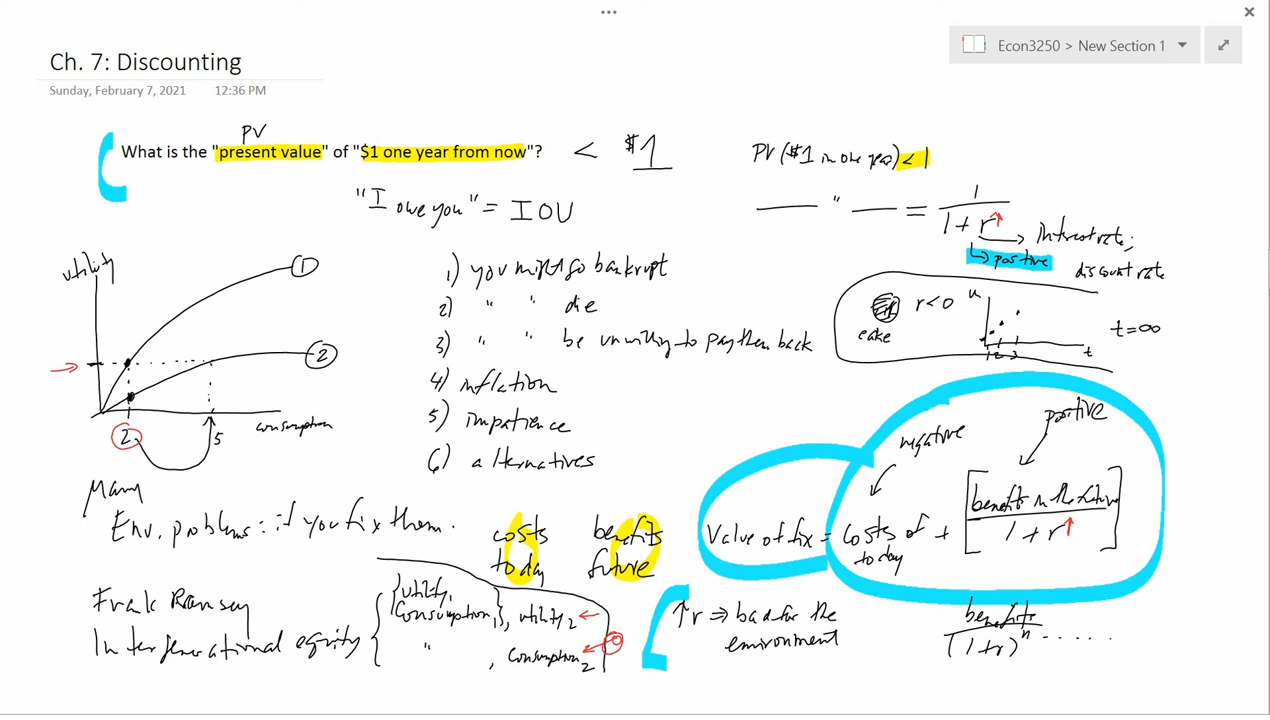 Econ3250 > New Section 1
Ch. 7: Discounting
Sunday, February 7, 2021 12:36 PM
PV
What is the "present value" of "$1 one year from now"? < $1
PV ($1 in one year) < 1
"I owe you" = IOU
—— " —— = 1 / 1 + r ↑
→ interest rate;
discount rate
↳ positive
utility
1
2
consumption
2
5
1) you might go bankrupt
2) " " die
3) " " be unwilling to pay them back
4) inflation
5) impatience
6) alternatives
cake
r < 0
u
1 2 3
t
t = ∞
Many
Env. problems: if you fix them.
costs today
benefits future
negative
positive
Value of fix = costs of today + [benefits in the future / 1 + r ↑]
Frank Ramsey
Intergenerational equity
{utility, consumption,}, utility2 ←
" , consumption2
↑r ⇒ bad for the
environment
benefits / (1+r)^n ......